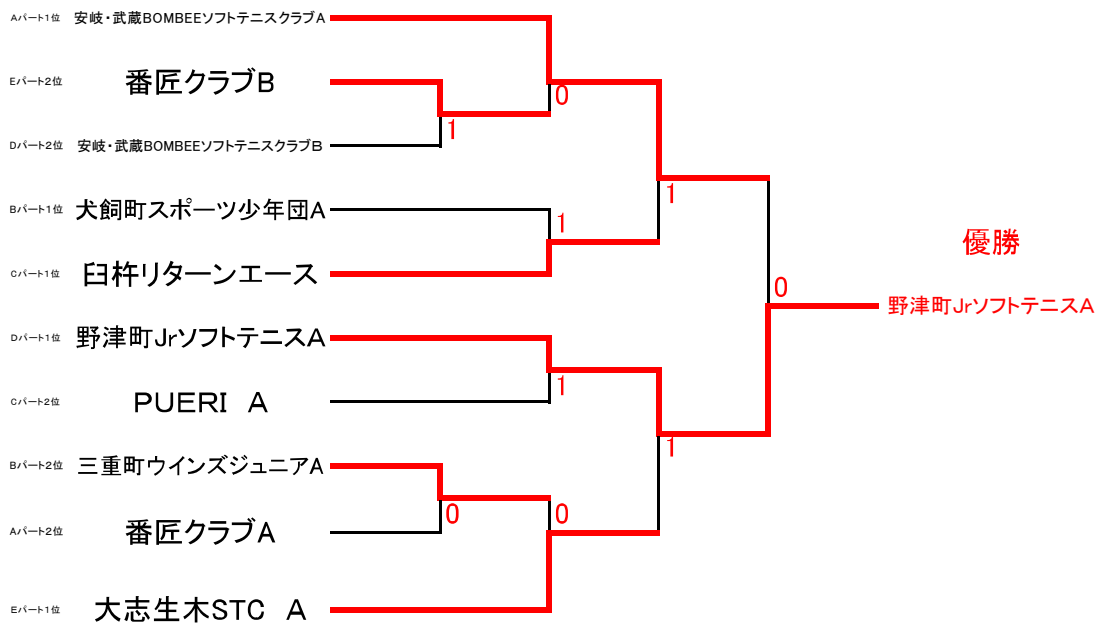 Aパート1位 安岐・武蔵BOMBEEソフトテニスクラブA
Eパート2位 番匠クラブB
0
1
Dパート2位 安岐・武蔵BOMBEEソフトテニスクラブB
1
Bパート1位 犬飼町スポーツ少年団A
1
優勝
Cパート1位 臼杵リターンエース
0
野津町JrソフトテニスA
Dパート1位 野津町JrソフトテニスA
1
Cパート2位 PUERI A
1
Bパート2位 三重町ウインズジュニアA
0
0
Aパート2位 番匠クラブA
Eパート1位 大志生木STC A